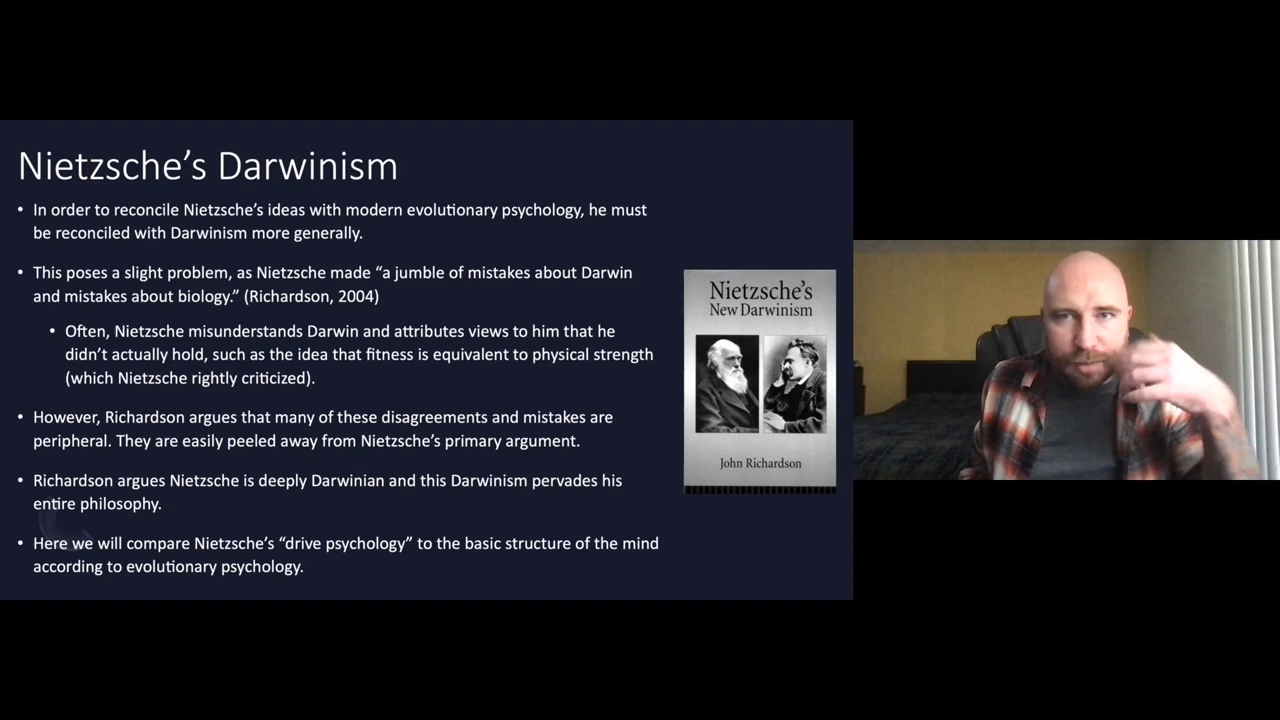 Nietzsche’s Darwinism
• In order to reconcile Nietzsche’s ideas with modern evolutionary psychology, he must
be reconciled with Darwinism more generally.
• This poses a slight problem, as Nietzsche made “a jumble of mistakes about Darwin
and mistakes about biology.” (Richardson, 2004)
• Often, Nietzsche misunderstands Darwin and attributes views to him that he
didn’t actually hold, such as the idea that fitness is equivalent to physical strength
(which Nietzsche rightly criticized).
• However, Richardson argues that many of these disagreements and mistakes are
peripheral. They are easily peeled away from Nietzsche’s primary argument.
• Richardson argues Nietzsche is deeply Darwinian and this Darwinism pervades his
entire philosophy.
• Here we will compare Nietzsche’s “drive psychology” to the basic structure of the mind
according to evolutionary psychology.
Nietzsche’s
New Darwinism
John Richardson